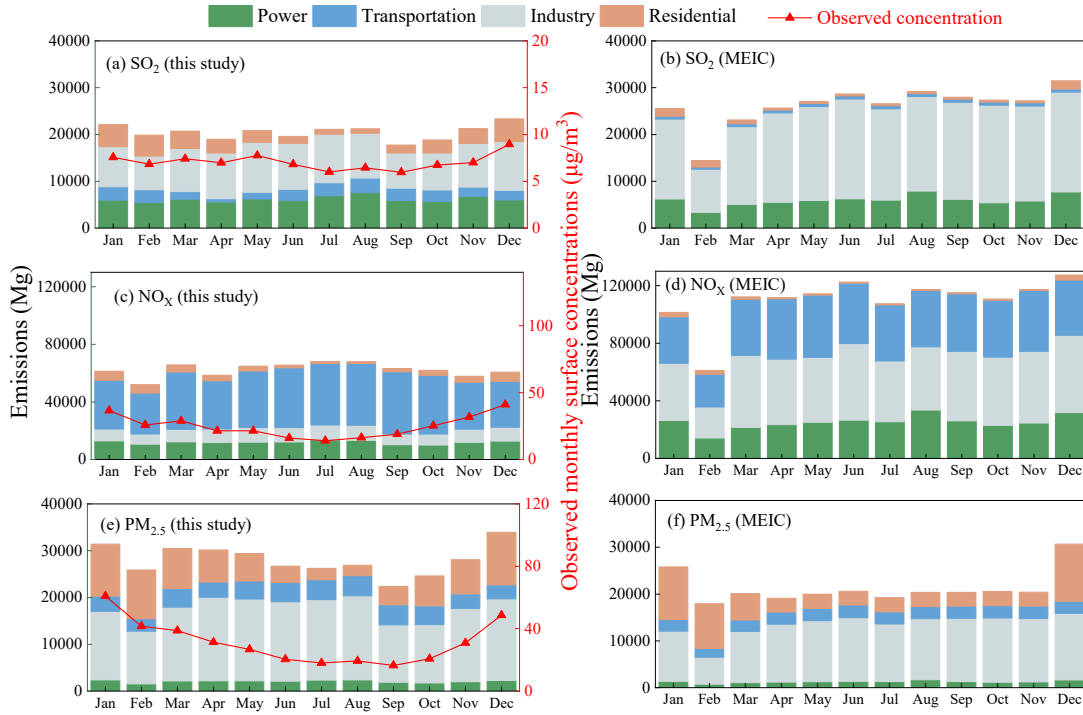 Power Transportation Industry Residential Observed concentration
(a) SO2 (this study)
40000
30000
20000
10000
0
20
15
10
5
0
Jan Feb Mar Apr May Jun Jul Aug Sep Oct Nov Dec
(b) SO2 (MEIC)
40000
30000
20000
10000
0
Jan Feb Mar Apr May Jun Jul Aug Sep Oct Nov Dec
Emissions (Mg)
(c) NOX (this study)
120000
80000
40000
0
100
50
0
Jan Feb Mar Apr May Jun Jul Aug Sep Oct Nov Dec
Observed monthly surface concentrations (μg/m3)
Emissions (Mg)
(d) NOX (MEIC)
120000
80000
40000
0
Jan Feb Mar Apr May Jun Jul Aug Sep Oct Nov Dec
(e) PM2.5 (this study)
40000
30000
20000
10000
0
120
80
40
0
Jan Feb Mar Apr May Jun Jul Aug Sep Oct Nov Dec
(f) PM2.5 (MEIC)
40000
30000
20000
10000
0
Jan Feb Mar Apr May Jun Jul Aug Sep Oct Nov Dec